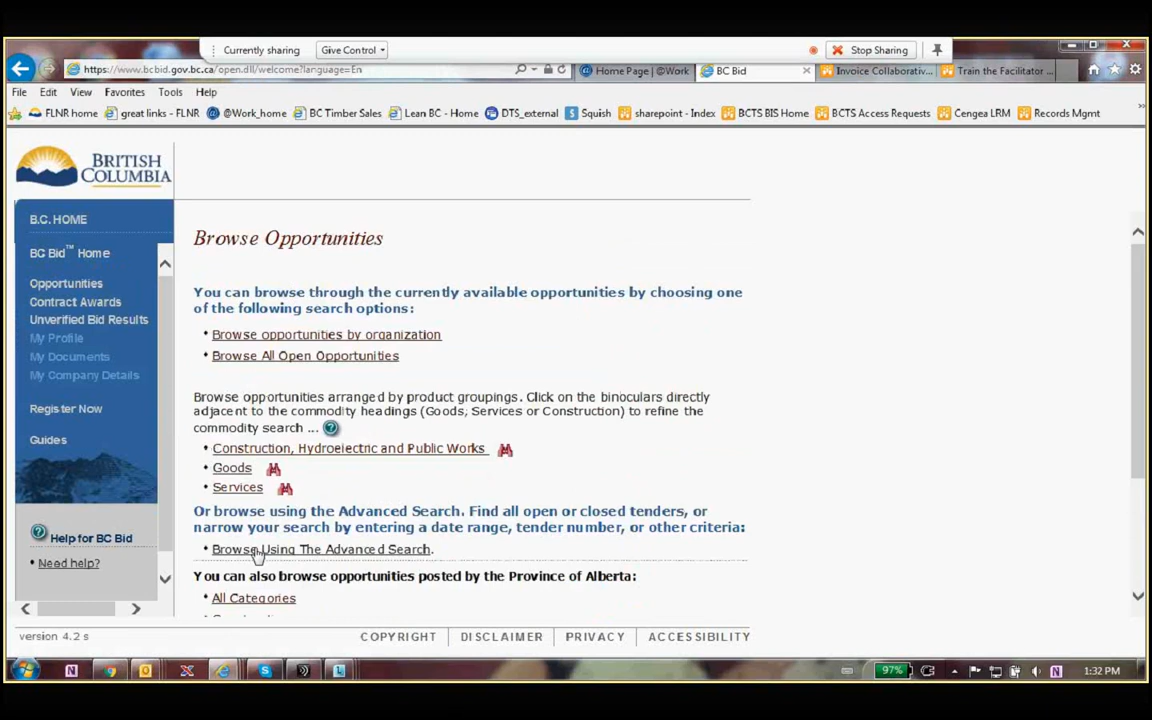 Currently sharing
Give Control
Stop Sharing
https://www.bcbid.gov.bc.ca/open.dll/welcome?language=En
Home Page | @Work
BC Bid
Invoice Collaborativ...
Train the Facilitator ...
File Edit View Favorites Tools Help
FLNR home
great links - FLNR
@Work_home
BC Timber Sales
Lean BC - Home
DTS_external
Squish
sharepoint - Index
BCTS BIS Home
BCTS Access Requests
Cengea LRM
Records Mgmt
BRITISH
COLUMBIA
B.C. HOME
BC Bid™ Home
Opportunities
Contract Awards
Unverified Bid Results
My Profile
My Documents
My Company Details
Register Now
Guides
Help for BC Bid
• Need help?
version 4.2 s
Browse Opportunities
You can browse through the currently available opportunities by choosing one
of the following search options:
• Browse opportunities by organization
• Browse All Open Opportunities
Browse opportunities arranged by product groupings. Click on the binoculars directly
adjacent to the commodity headings (Goods, Services or Construction) to refine the
commodity search ...
• Construction, Hydroelectric and Public Works
• Goods
• Services
Or browse using the Advanced Search. Find all open or closed tenders, or
narrow your search by entering a date range, tender number, or other criteria:
• Browse Using The Advanced Search.
You can also browse opportunities posted by the Province of Alberta:
• All Categories
COPYRIGHT | DISCLAIMER | PRIVACY | ACCESSIBILITY
97%
1:32 PM